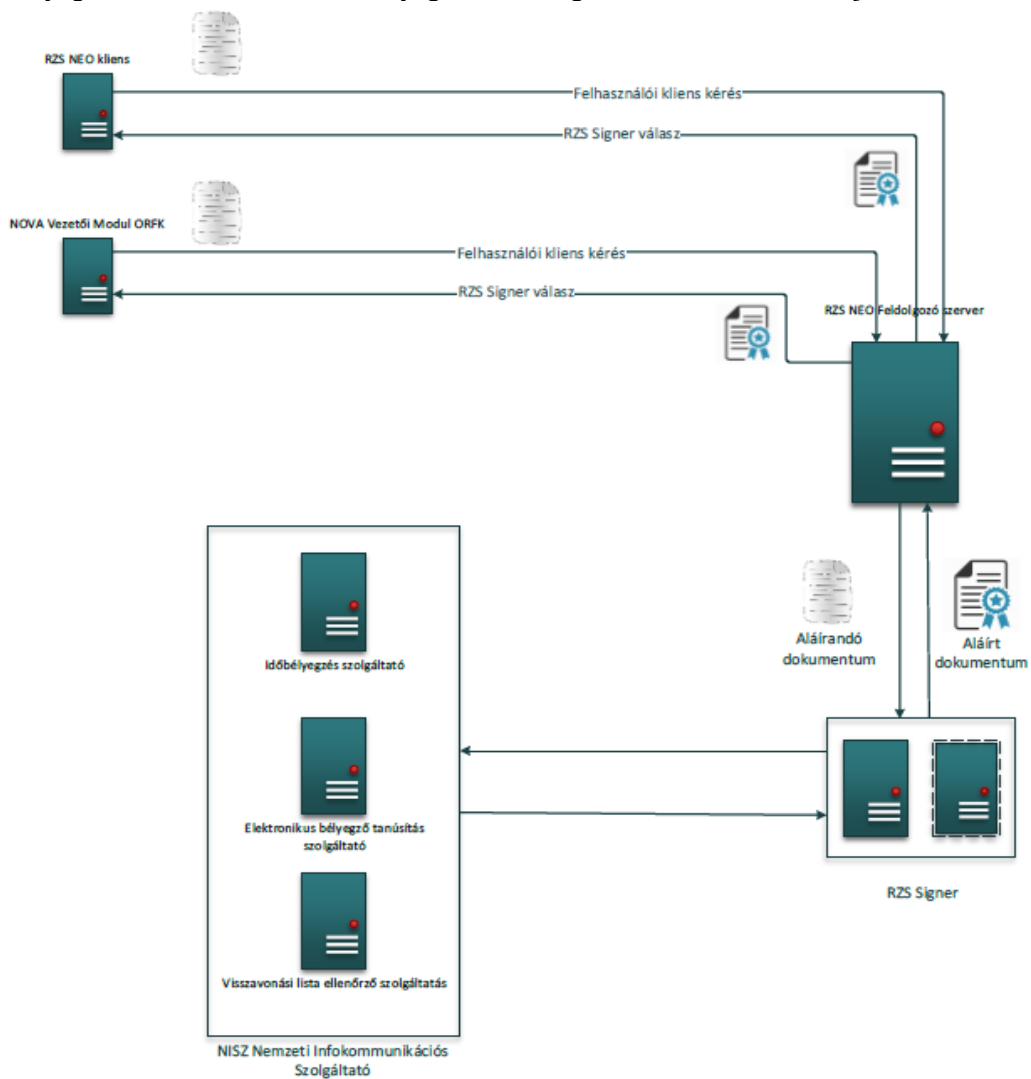 RZS NEO kliens
Felhasználói kliens kérés
RZS Signer válasz
NOVA Vezetői Modul ORFK
Felhasználói kliens kérés
RZS Signer válasz
RZS NEO Feldolgozó szerver
Időbélyegzés szolgáltató
Aláírandó
dokumentum
Aláírt
dokumentum
Elektronikus bélyegző tanúsítás
szolgáltató
RZS Signer
Visszavonási lista ellenőrző szolgáltatás
NISZ Nemzeti Infokommunikációs
Szolgáltató